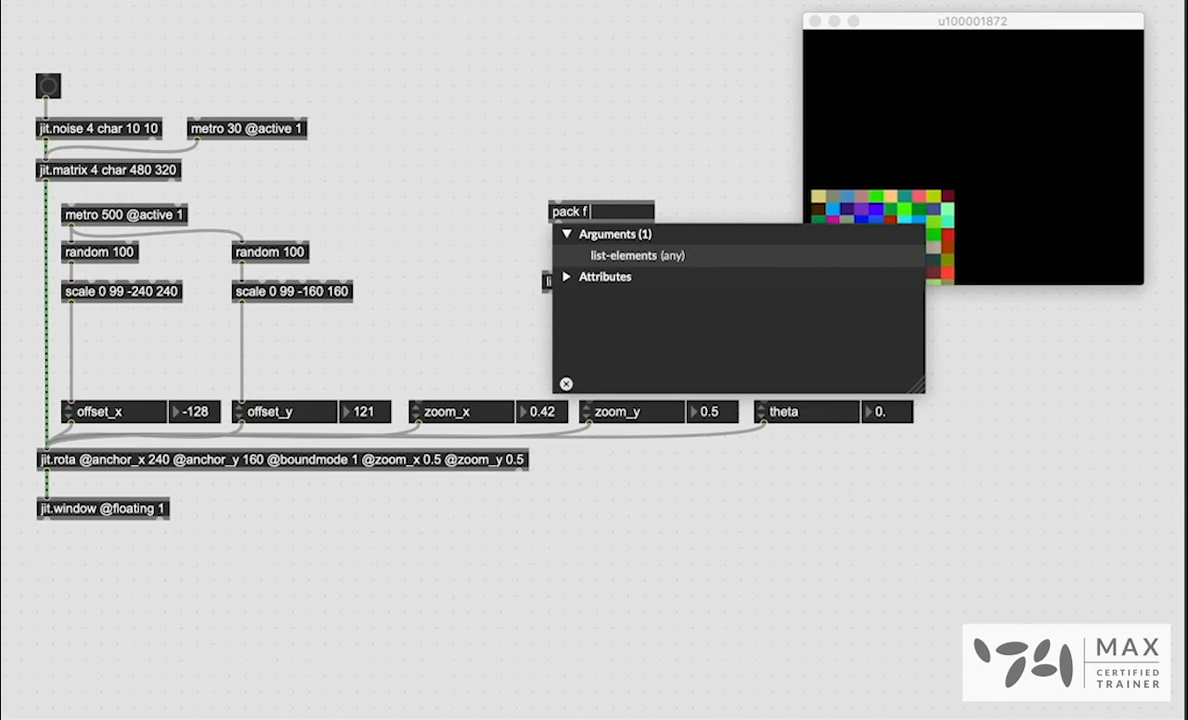 u100001872
jit.noise 4 char 10 10
metro 30 @active 1
jit.matrix 4 char 480 320
metro 500 @active 1
pack f
Arguments (1)
random 100
random 100
list-elements (any)
Attributes
scale 0 99 -240 240
scale 0 99 -160 160
offset_x
-128
offset_y
121
zoom_x
0.42
zoom_y
0.5
theta
0.
jit.rota @anchor_x 240 @anchor_y 160 @boundmode 1 @zoom_x 0.5 @zoom_y 0.5
jit.window @floating 1
MAX
CERTIFIED
TRAINER